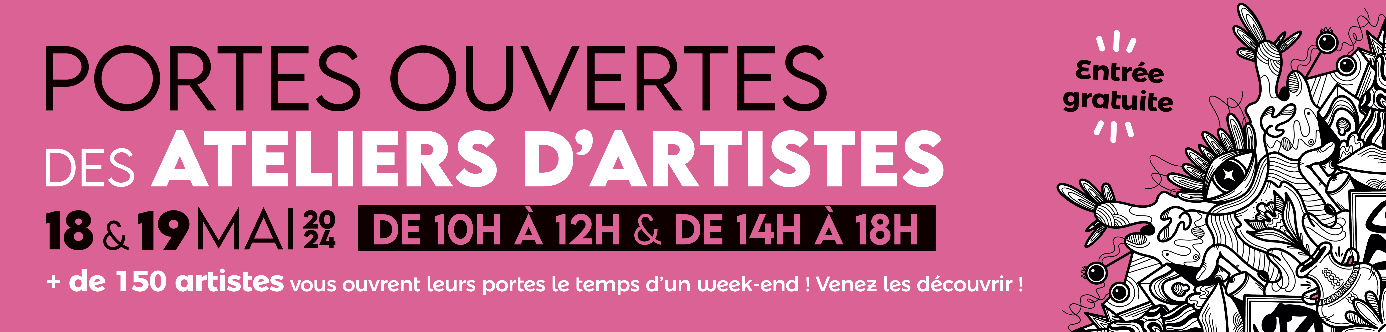 PORTES OUVERTES
DES ATELIERS D'ARTISTES
18 & 19 MAI 2024 DE 10H À 12H & DE 14H À 18H
+ de 150 artistes vous ouvrent leurs portes le temps d'un week-end ! Venez les découvrir !
Entrée
gratuite